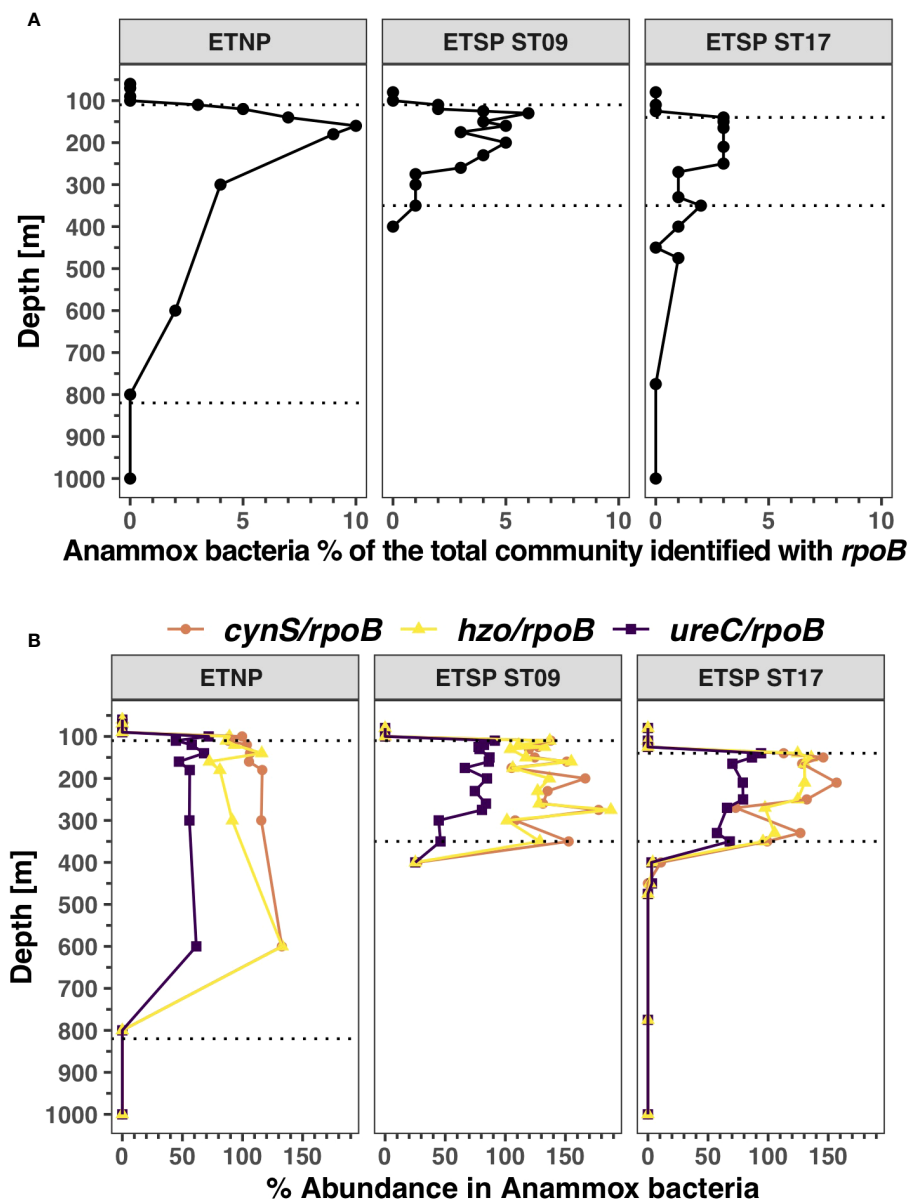 A
ETNP ETSP ST09 ETSP ST17
100
200
300
400
500
600
700
800
900
1000
Depth [m]
0 5 10 0 5 10 0 5 10
Anammox bacteria % of the total community identified with rpoB
B
cynS/rpoB hzo/rpoB ureC/rpoB
ETNP ETSP ST09 ETSP ST17
100
200
300
400
500
600
700
800
900
1000
Depth [m]
0 50 100 150 0 50 100 150 0 50 100 150
% Abundance in Anammox bacteria